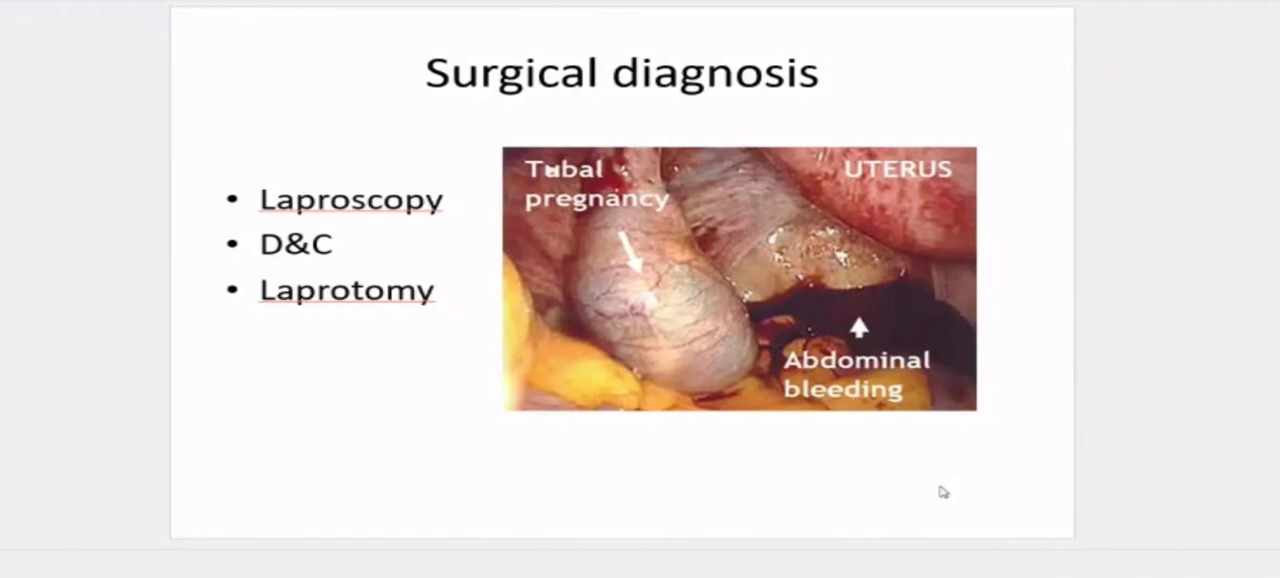 Surgical diagnosis
• Laproscopy
• D&C
• Laprotomy
Tubal
pregnancy
UTERUS
Abdominal
bleeding